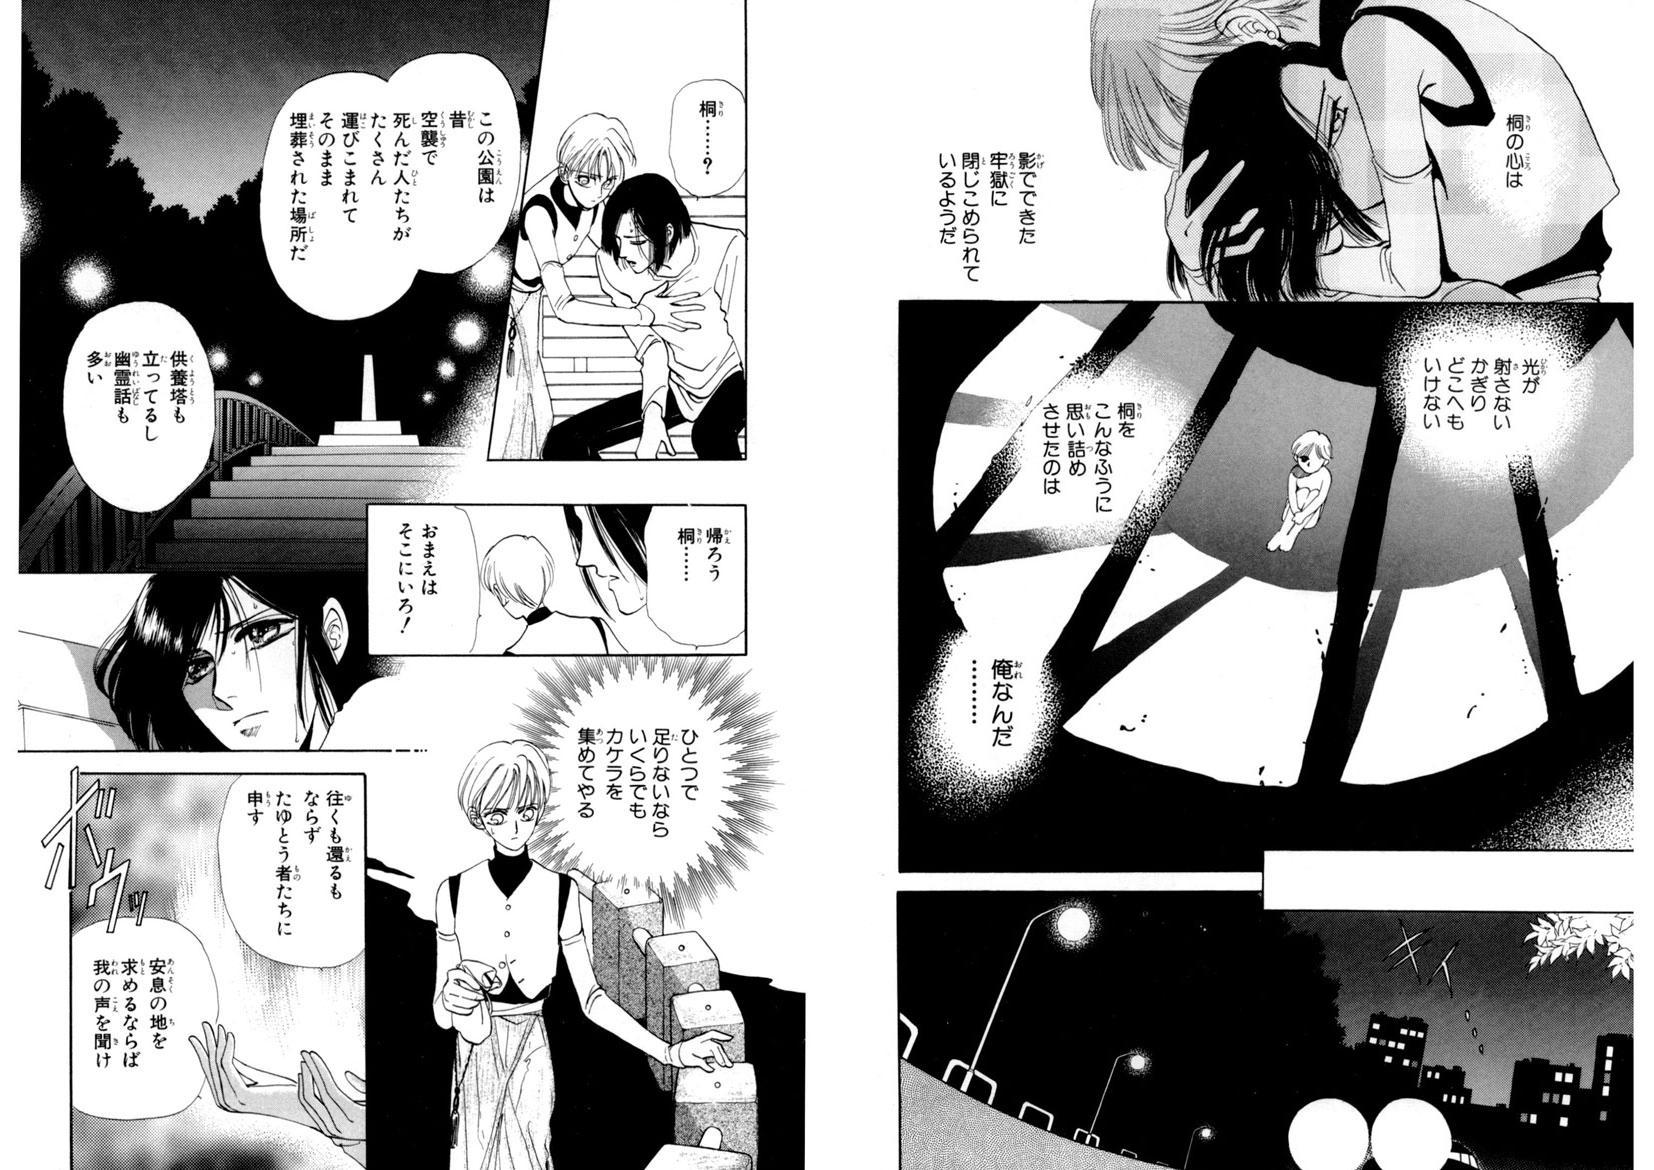 桐の心は
影でできた
牢獄に
閉じこめられて
いるようだ
光が
射さない
かぎり
どこへも
いけない
桐を
こんなふうに
思い詰め
させたのは
俺なんだ
………
キィ
桐……？
この公園は
昔
空襲で
死んだ人たちが
たくさん
運びこまれて
そのまま
埋葬された場所だ
供養塔も
立ってるし
幽霊話も
多い
帰ろう
桐……
おまえは
そこにいろ！
ひとつで
足りないなら
いくらでも
カケラを
集めてやる
往くも還るも
ならず
たゆとう者たちに
申す
安息の地を
求めるならば
我の声を聞け